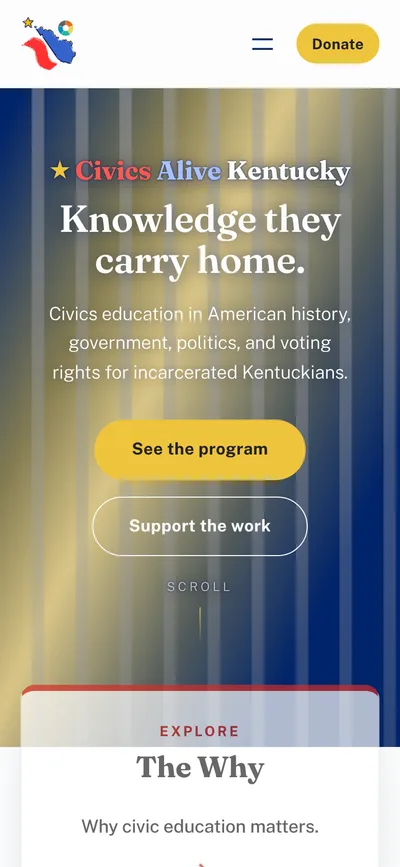 Donate
Civics Alive Kentucky
Knowledge they
carry home.
Civics education in American history,
government, politics, and voting
rights for incarcerated Kentuckians.
See the program
Support the work
SCROLL
EXPLORE
The Why
Why civic education matters.